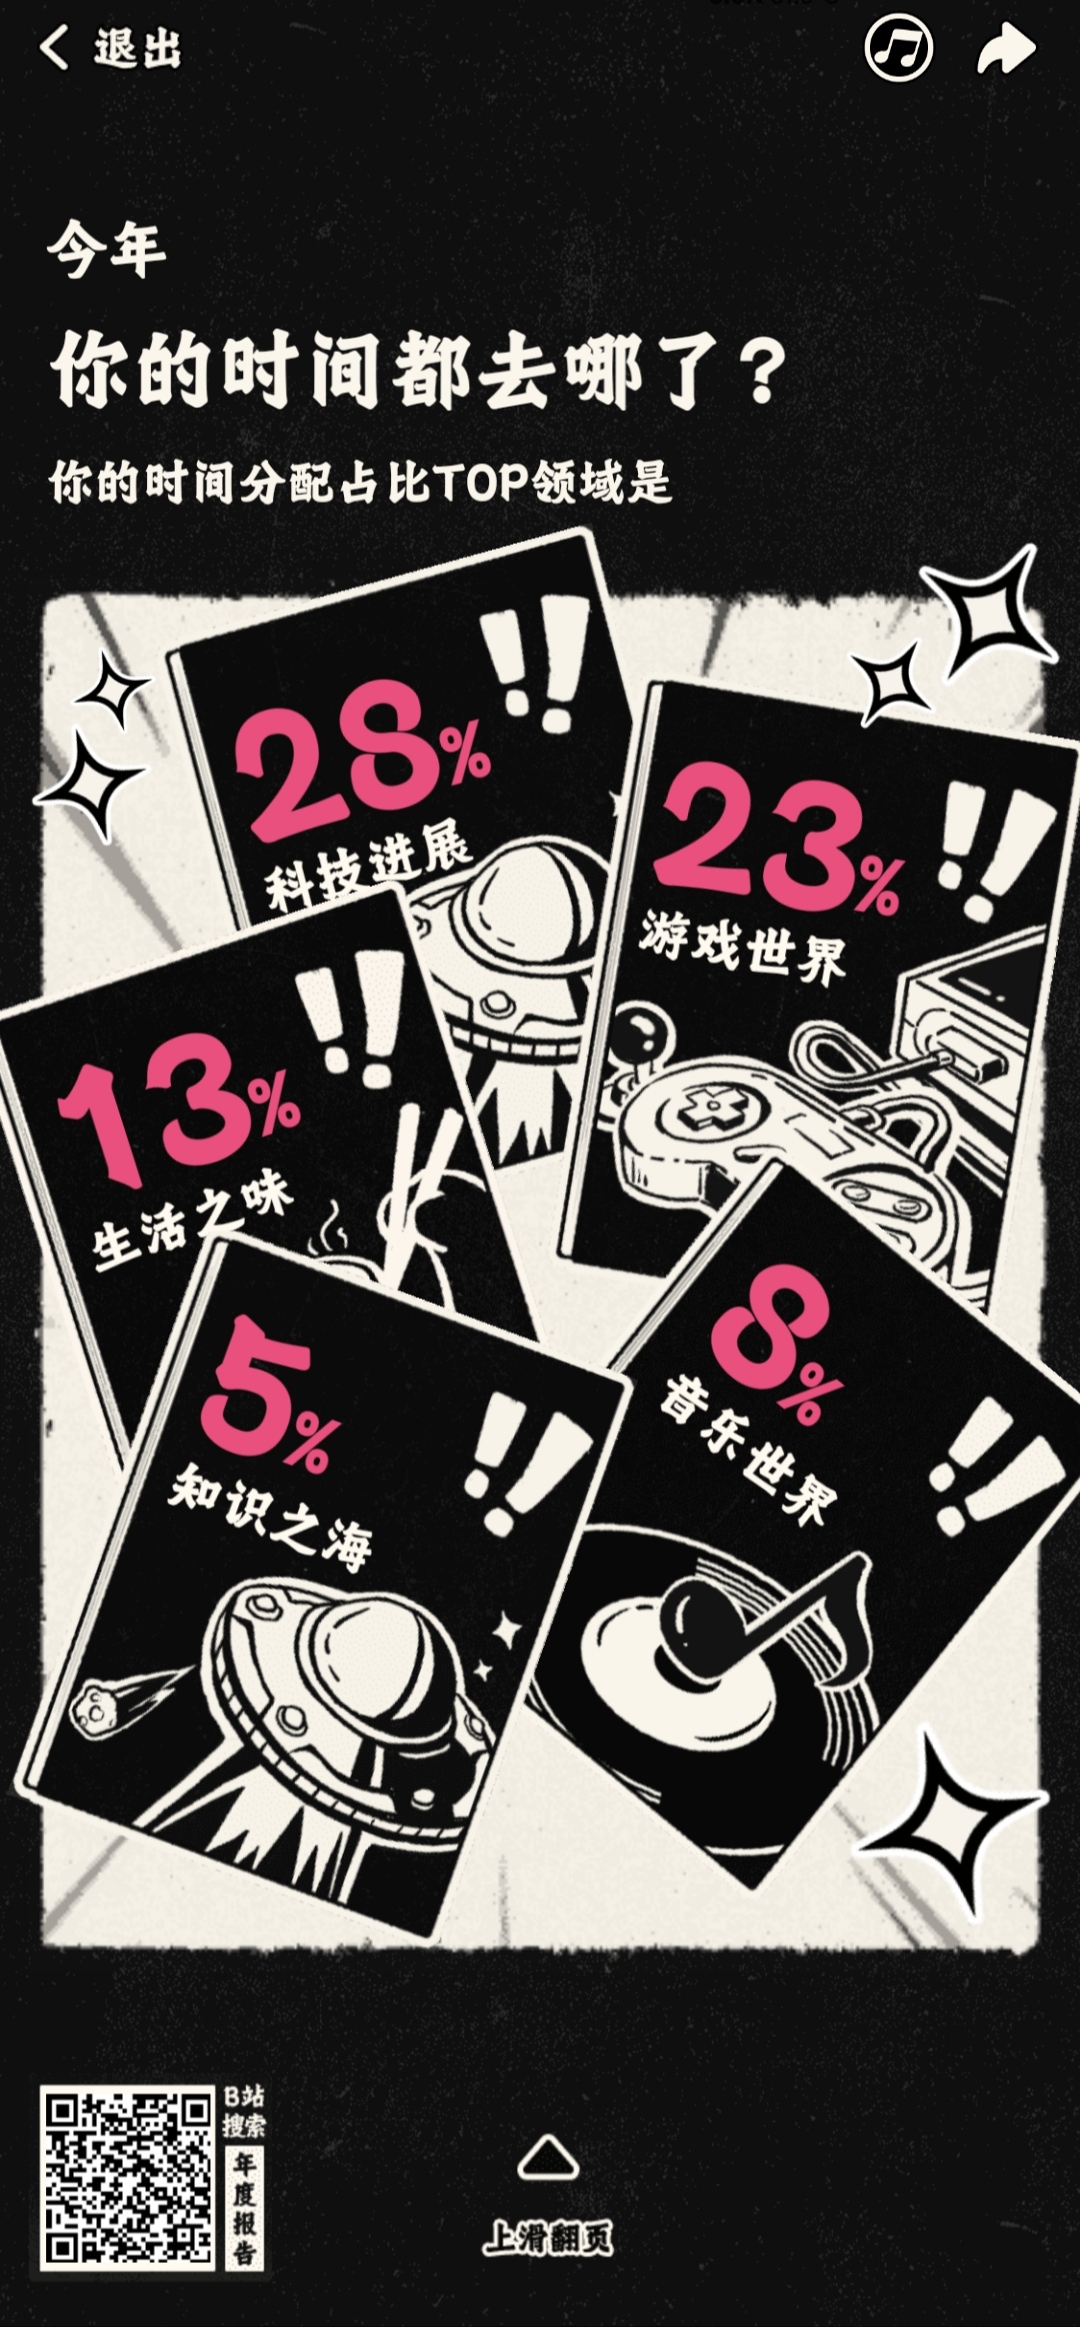 退出
今年
你的时间都去哪了？
你的时间分配占比TOP领域是
28%
科技进展
23%
游戏世界
13%
生活之味
8%
音乐世界
5%
知识之海
B站
搜索
年度报告
上滑翻页